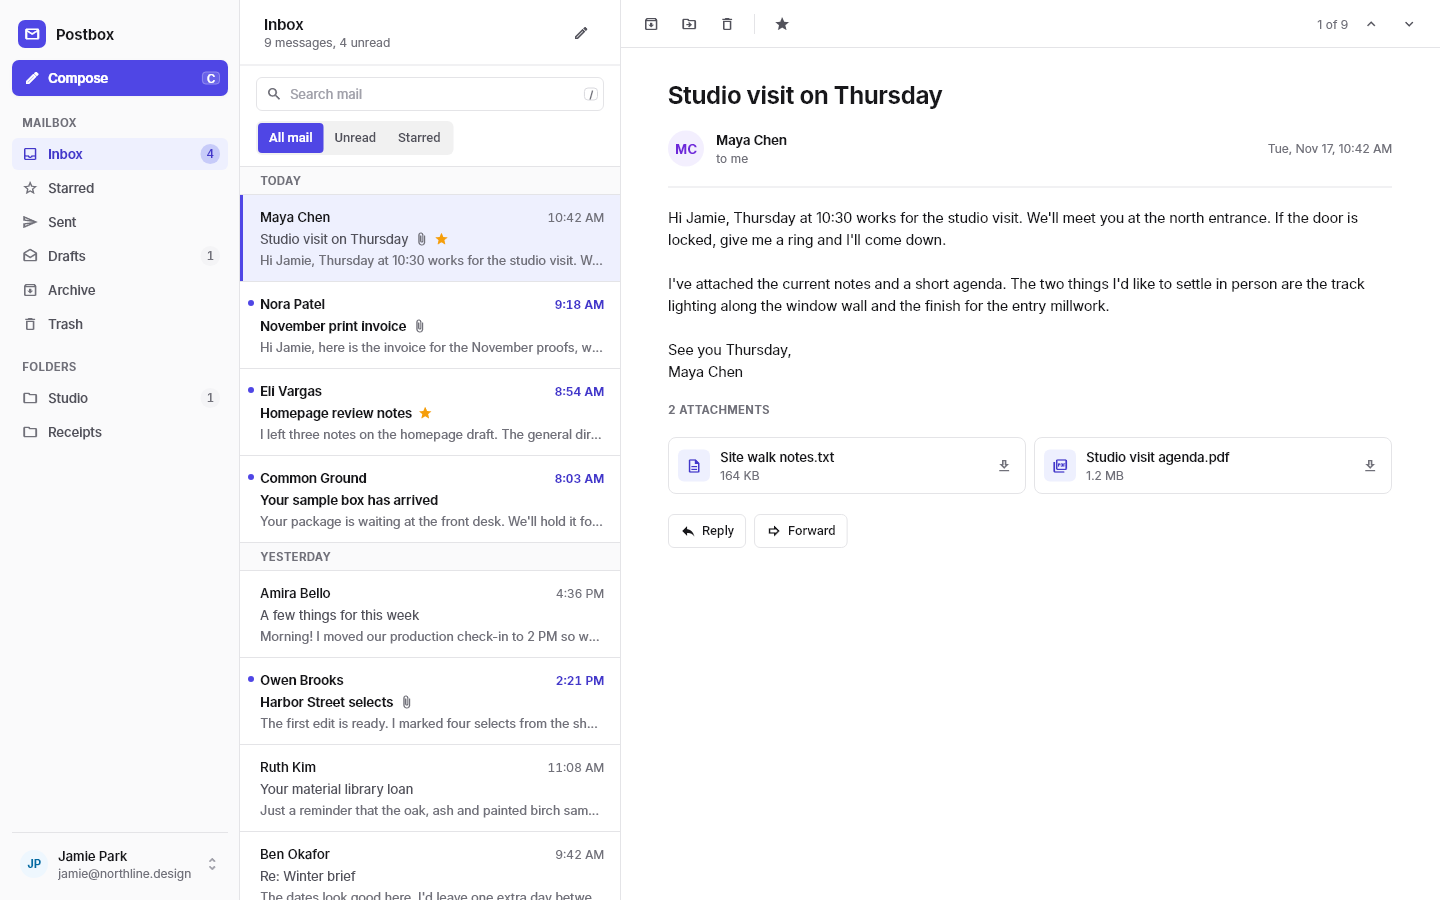 Postbox
Compose
C
MAILBOX
Inbox
4
Starred
Sent
Drafts
1
Archive
Trash
FOLDERS
Studio
1
Receipts
JP
Jamie Park
jamie@northline.design
Inbox
9 messages, 4 unread
Search mail
/
All mail
Unread
Starred
TODAY
Maya Chen
10:42 AM
Studio visit on Thursday
Hi Jamie, Thursday at 10:30 works for the studio visit. W...
Nora Patel
9:18 AM
November print invoice
Hi Jamie, here is the invoice for the November proofs, w...
Eli Vargas
8:54 AM
Homepage review notes
I left three notes on the homepage draft. The general dir...
Common Ground
8:03 AM
Your sample box has arrived
Your package is waiting at the front desk. We'll hold it fo...
YESTERDAY
Amira Bello
4:36 PM
A few things for this week
Morning! I moved our production check-in to 2 PM so w...
Owen Brooks
2:21 PM
Harbor Street selects
The first edit is ready. I marked four selects from the sh...
Ruth Kim
11:08 AM
Your material library loan
Just a reminder that the oak, ash and painted birch sam...
Ben Okafor
9:42 AM
Re: Winter brief
The dates look good here. I'd leave one extra day betwe...
1 of 9
Studio visit on Thursday
MC
Maya Chen
to me
Tue, Nov 17, 10:42 AM
Hi Jamie, Thursday at 10:30 works for the studio visit. We'll meet you at the north entrance. If the door is
locked, give me a ring and I'll come down.
I've attached the current notes and a short agenda. The two things I'd like to settle in person are the track
lighting along the window wall and the finish for the entry millwork.
See you Thursday,
Maya Chen
2 ATTACHMENTS
Site walk notes.txt
164 KB
PDF
Studio visit agenda.pdf
1.2 MB
Reply
Forward